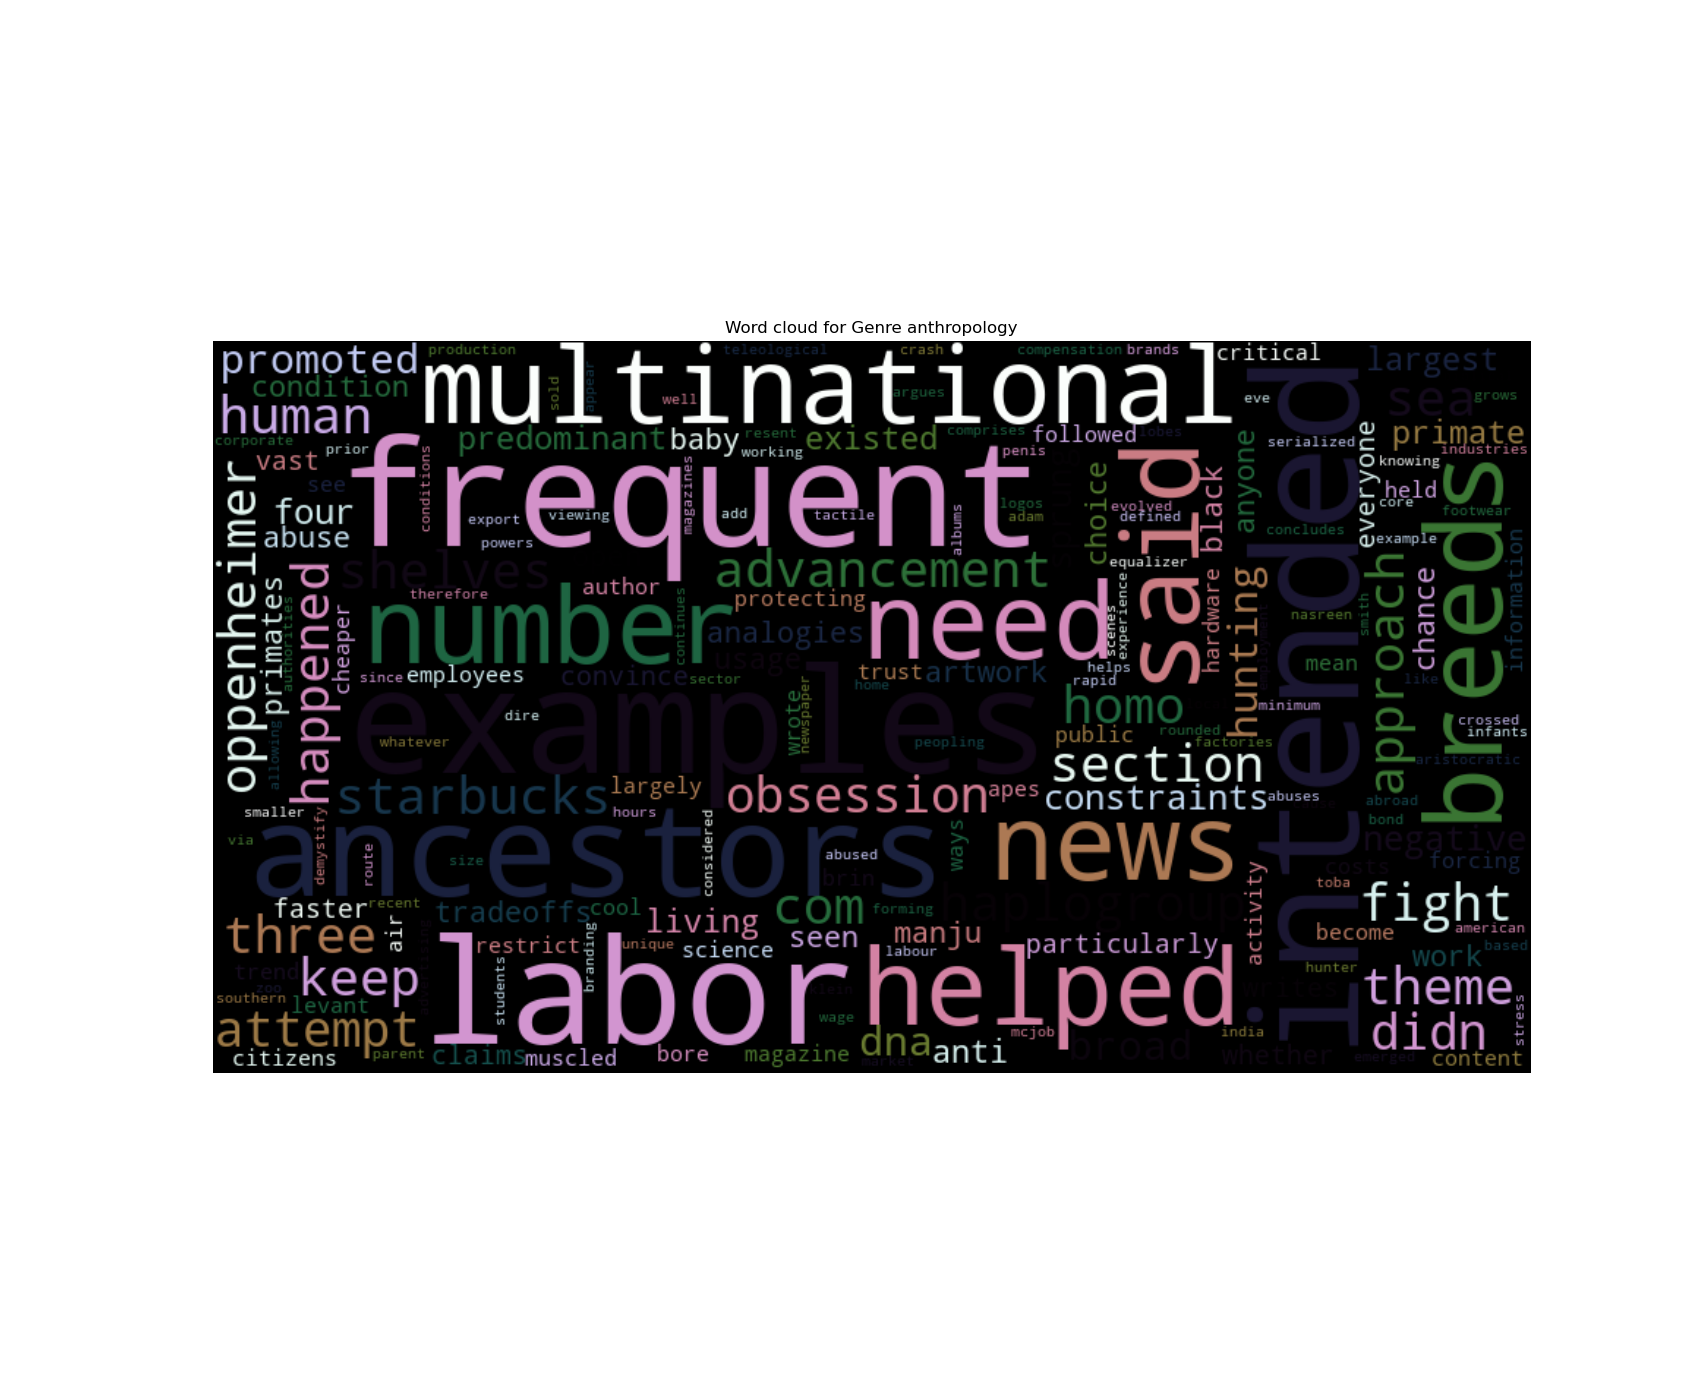 Word cloud for Genre anthropology
promoted
production
multinational
teleological
crash
compensation
brands
critical
largest
condition
sold
appear
well
argues
eve
sea
grows
human
corporate
prior
predominant
baby
resent
working
existed
comprises
followed
lobes
penis
serialized
everyone
primate
industries
vast
see
frequent
conditions
magazines
export
viewing
powers
add
tactile
albums
logos
adam
choice
evolved
defined
said
black
anyone
knowing
held
core
footwear
breeds
four
abuse
oppenheimer
primates
authorities
happened
cheaper
shelves
therefore
author
advancement
equalizer
concludes
example
intended
number
continues
protecting
analogies
need
scenes
experience
hardware
hunting
employment
nasreen
smith
approach
chance
information
usage
since
employees
convince
sector
trust
artwork
home
helps
rapid
mean
like
minimum
examples
dire
whatever
wrote
newspaper
peopling
homo
public
rounded
factories
crossed
infants
aristocratic
allowing
section
starbucks
largely
obsession
apes
constraints
abuses
abroad
bond
smaller
hours
via
demystify
route
ancestors
size
considered
abused
brin
ways
news
negative
costs
forcing
toba
haplogroup
activity
fight
faster
recent
tradeoffs
cool
living
com
forming
three
air
restrict
unique
science
seen
manju
labour
particularly
become
american
based
work
branding
students
trend
zoo
keep
advertising
labor
klein
helped
writes
hunter
theme
southern
levant
attempt
wage
mcjob
india
didn
stress
citizens
parent
claims
muscled
bore
magazine
dna
market
anti
broad
whether
emerged
content